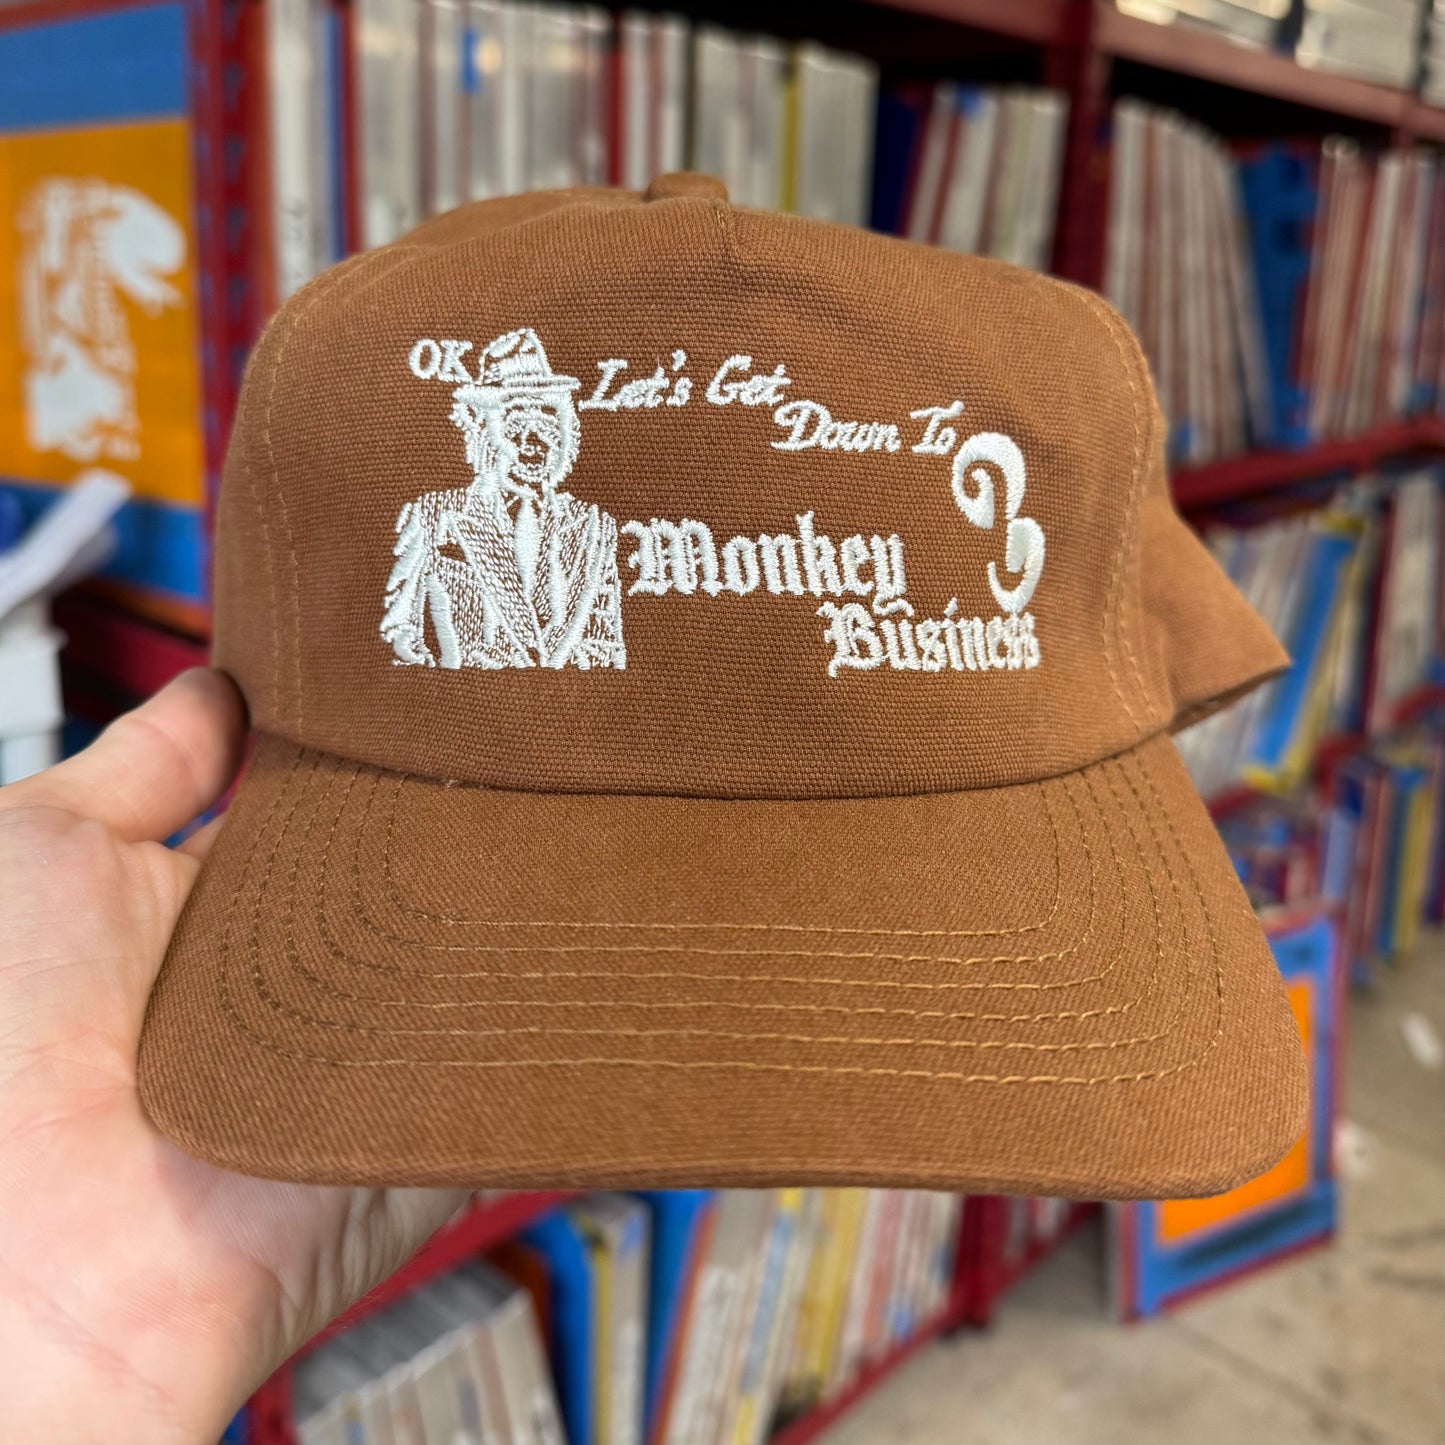 OK Let's Get
Down To
Monkey
Business